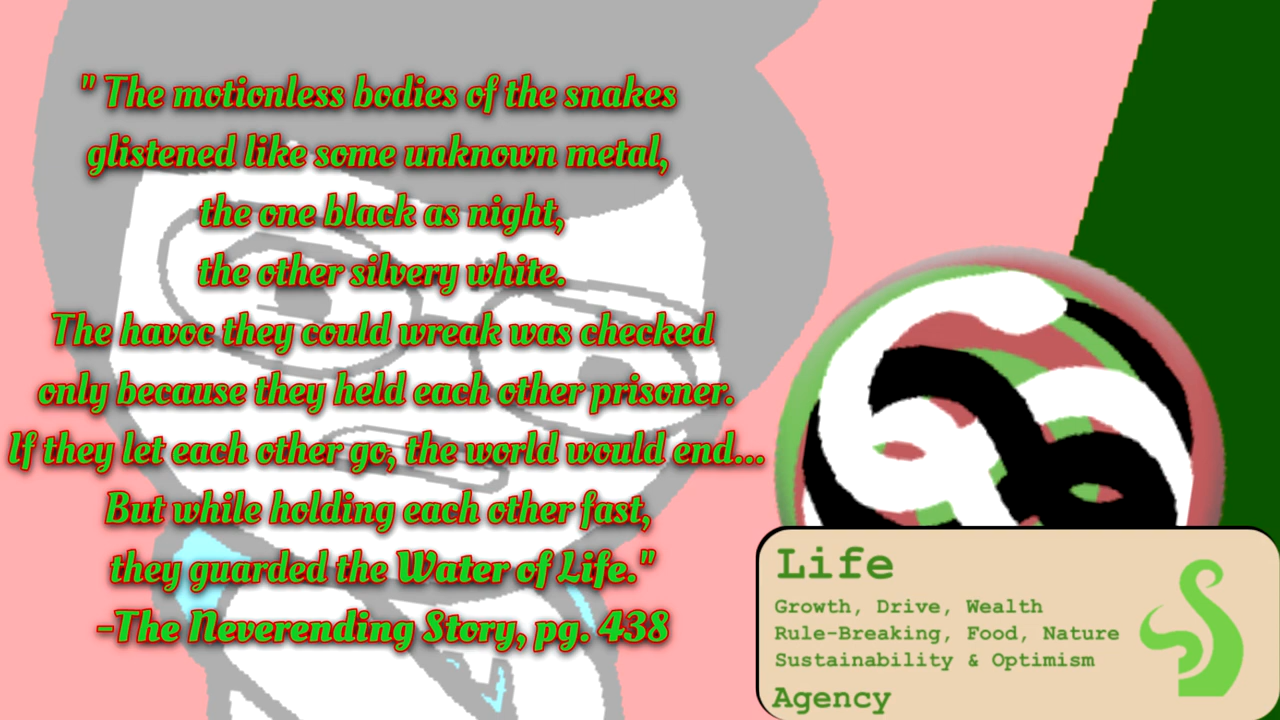 " The motionless bodies of the snakes
glistened like some unknown metal,
the one black as night,
the other silvery white.
The havoc they could wreak was checked
only because they held each other prisoner.
If they let each other go, the world would end...
But while holding each other fast,
they guarded the Water of Life."
-The Neverending Story, pg. 438
Life
Growth, Drive, Wealth
Rule-Breaking, Food, Nature
Sustainability & Optimism
Agency